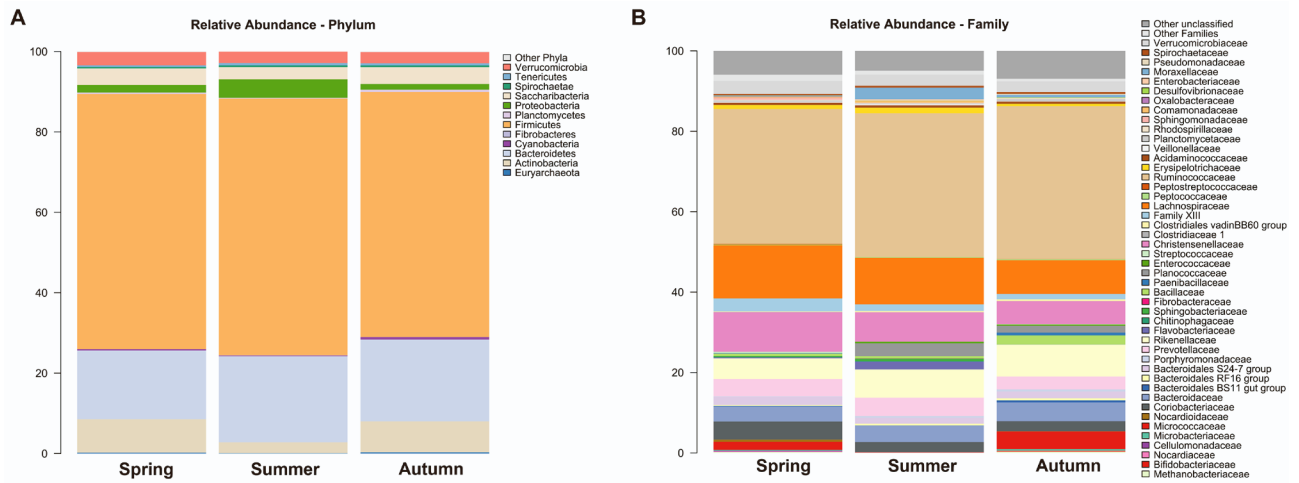 A
Relative Abundance - Phylum
100
80
60
40
20
0
Spring
Summer
Autumn
Other Phyla
Verrucomicrobia
Tenericutes
Spirochaetae
Saccharibacteria
Proteobacteria
Planctomycetes
Firmicutes
Fibrobacteres
Cyanobacteria
Bacteroidetes
Actinobacteria
Euryarchaeota
B
Relative Abundance - Family
100
80
60
40
20
0
Spring
Summer
Autumn
Other unclassified
Other Families
Verrucomicrobiaceae
Spirochaetaceae
Pseudomonadaceae
Moraxellaceae
Enterobacteriaceae
Desulfovibrionaceae
Oxalobacteraceae
Comamonadaceae
Sphingomonadaceae
Rhodospirillaceae
Planctomycetaceae
Veillonellaceae
Acidaminococcaceae
Erysipelotrichaceae
Ruminococcaceae
Peptostreptococcaceae
Peptococcaceae
Lachnospiraceae
Family XIII
Clostridiales vadinBB60 group
Clostridiaceae 1
Christensenellaceae
Streptococcaceae
Enterococcaceae
Planococcaceae
Paenibacillaceae
Bacillaceae
Fibrobacteraceae
Sphingobacteriaceae
Chitinophagaceae
Flavobacteriaceae
Rikenellaceae
Prevotellaceae
Porphyromonadaceae
Bacteroidales S24-7 group
Bacteroidales RF16 group
Bacteroidales BS11 gut group
Bacteroidaceae
Coriobacteriaceae
Nocardioidaceae
Micrococcaceae
Microbacteriaceae
Cellulomonadaceae
Nocardiaceae
Bifidobacteriaceae
Methanobacteriaceae